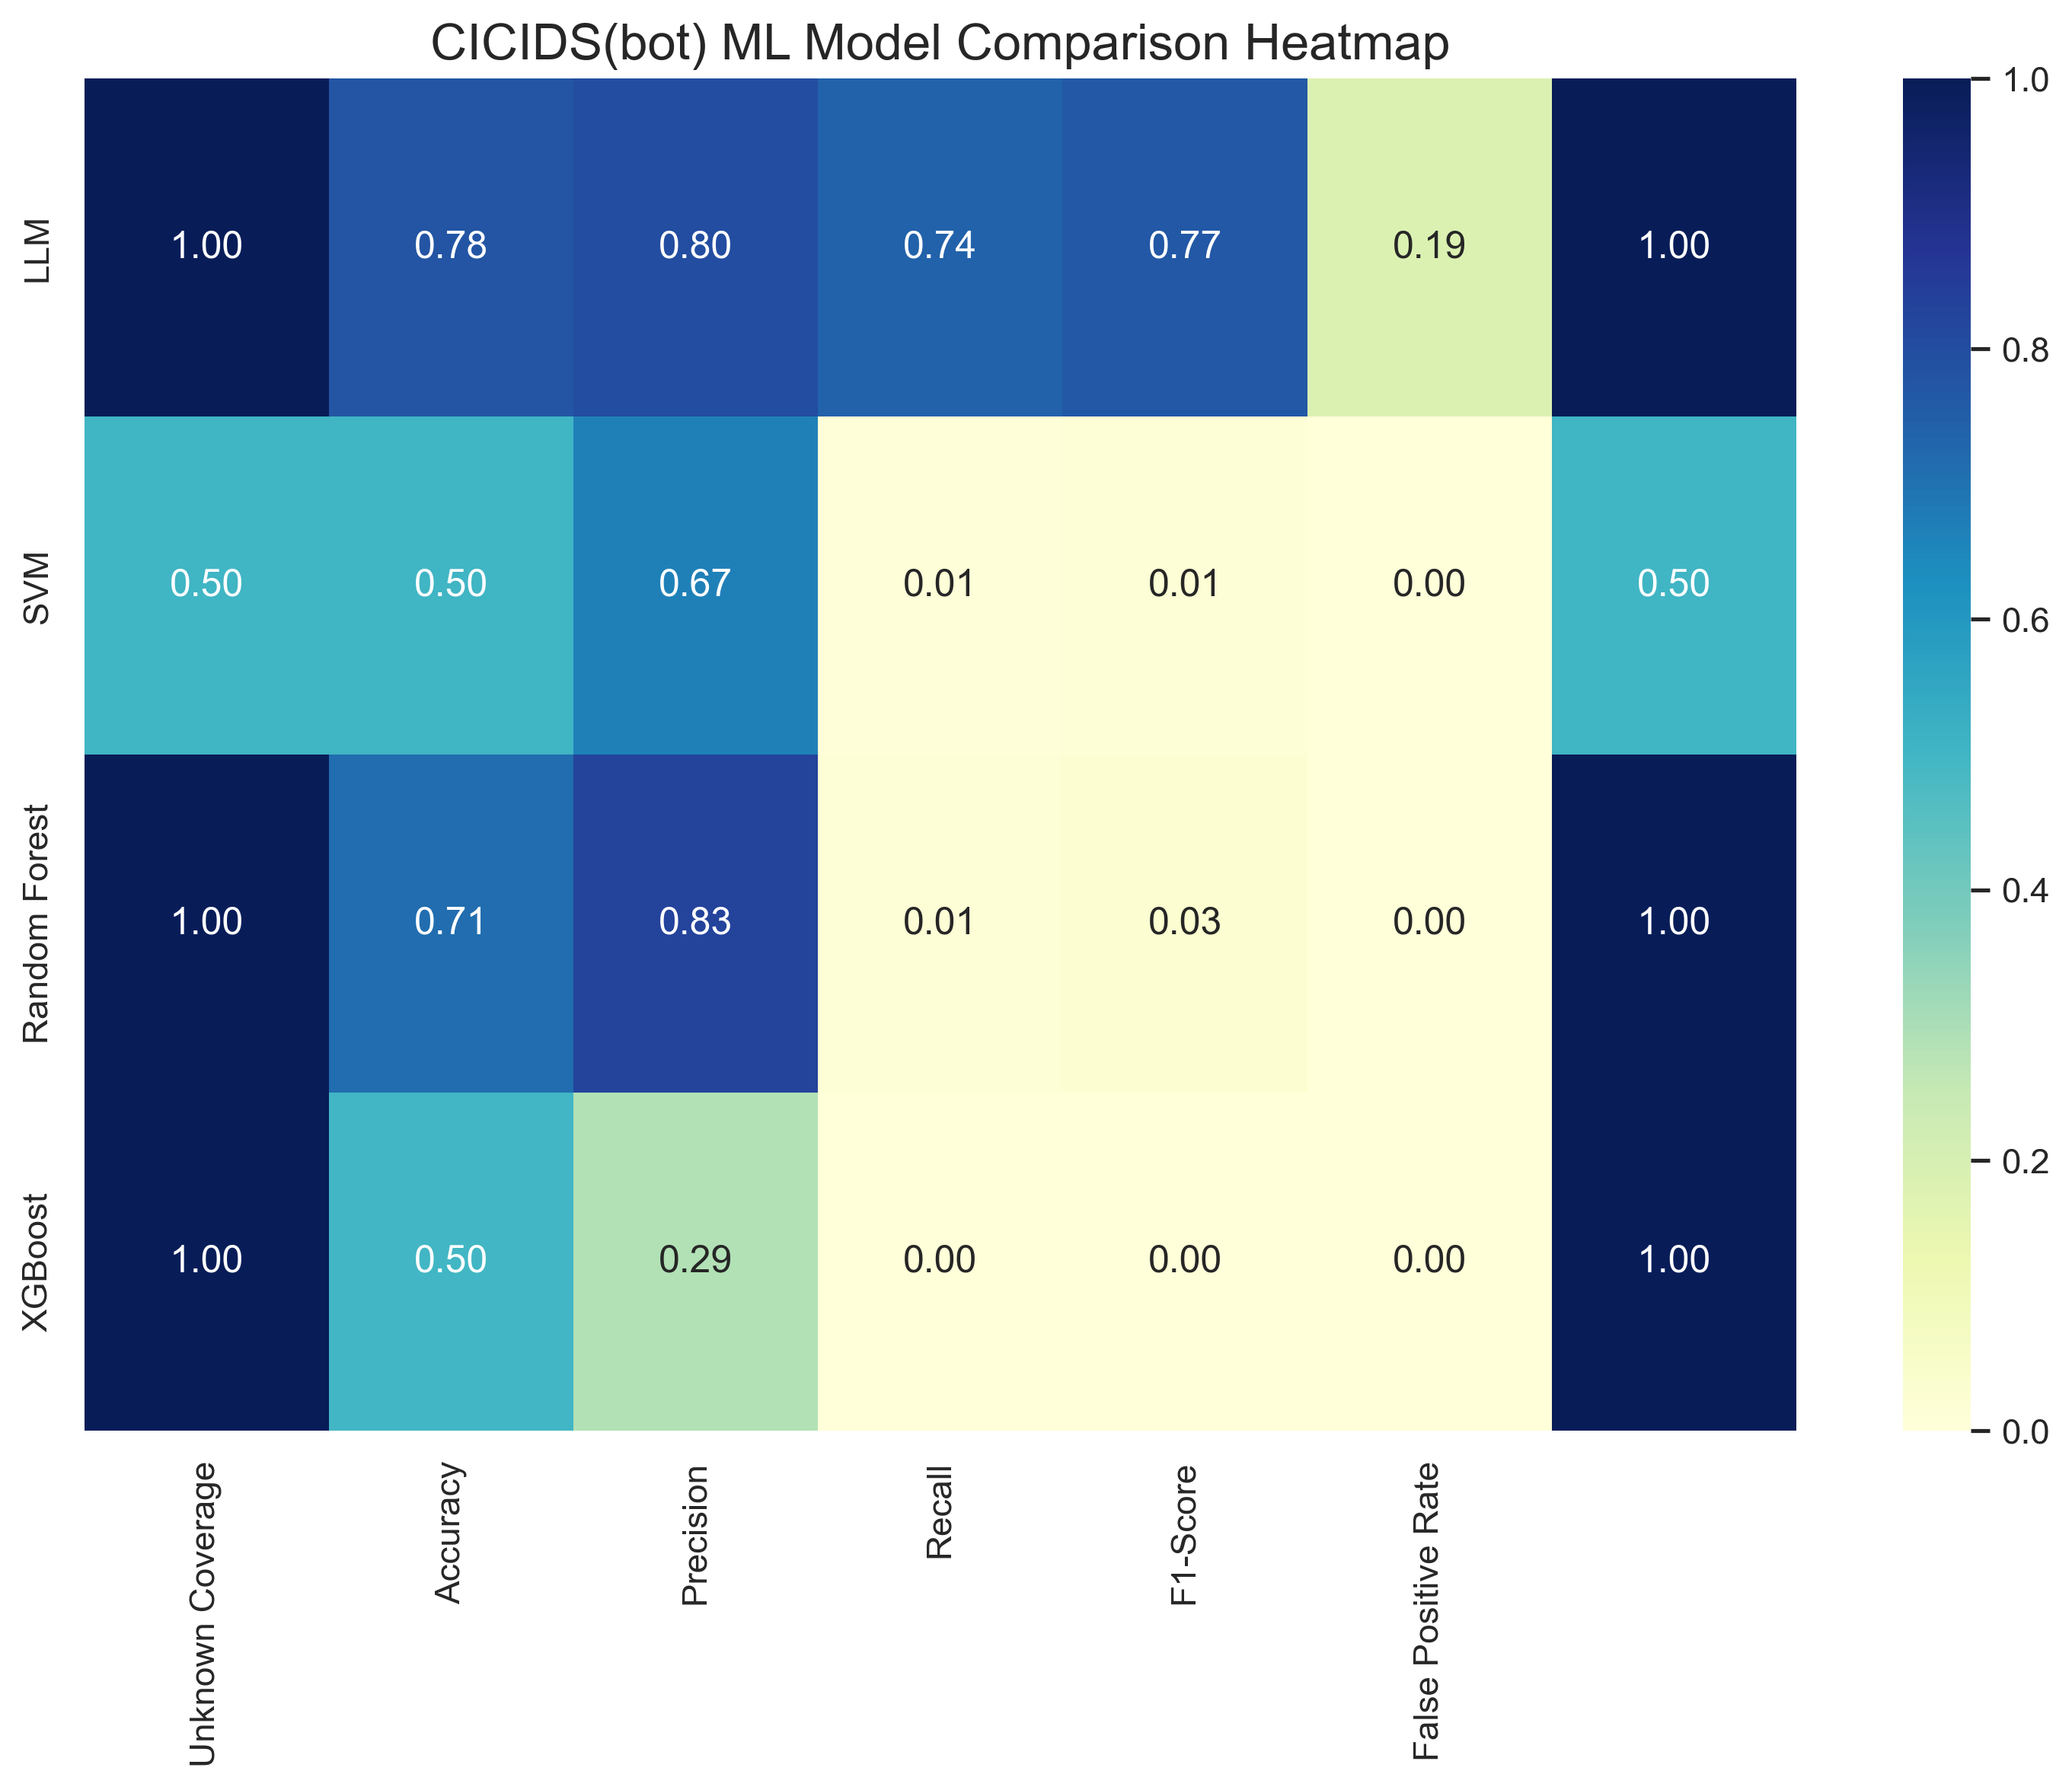 CICIDS(bot) ML Model Comparison Heatmap
LLM
1.00 0.78 0.80 0.74 0.77 0.19 1.00
SVM
0.50 0.50 0.67 0.01 0.01 0.00 0.50
Random Forest
1.00 0.71 0.83 0.01 0.03 0.00 1.00
XGBoost
1.00 0.50 0.29 0.00 0.00 0.00 1.00
Unknown Coverage
Accuracy
Precision
Recall
F1-Score
False Positive Rate
1.0
0.8
0.6
0.4
0.2
0.0